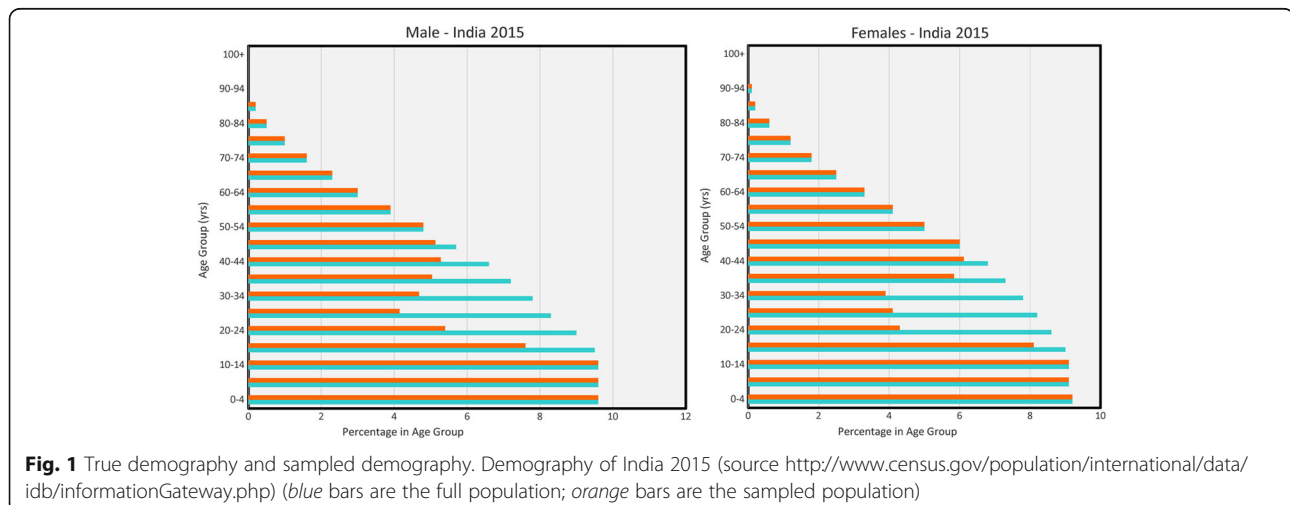 Male - India 2015
100+
90-94
80-84
70-74
60-64
50-54
40-44
30-34
20-24
10-14
0-4
Age Group (yrs)
0 2 4 6 8 10 12
Percentage in Age Group
Females - India 2015
100+
90-94
80-84
70-74
60-64
50-54
40-44
30-34
20-24
10-14
0-4
Age Group (yrs)
0 2 4 6 8 10
Percentage in Age Group
Fig. 1 True demography and sampled demography. Demography of India 2015 (source http://www.census.gov/population/international/data/
idb/informationGateway.php) (blue bars are the full population; orange bars are the sampled population)